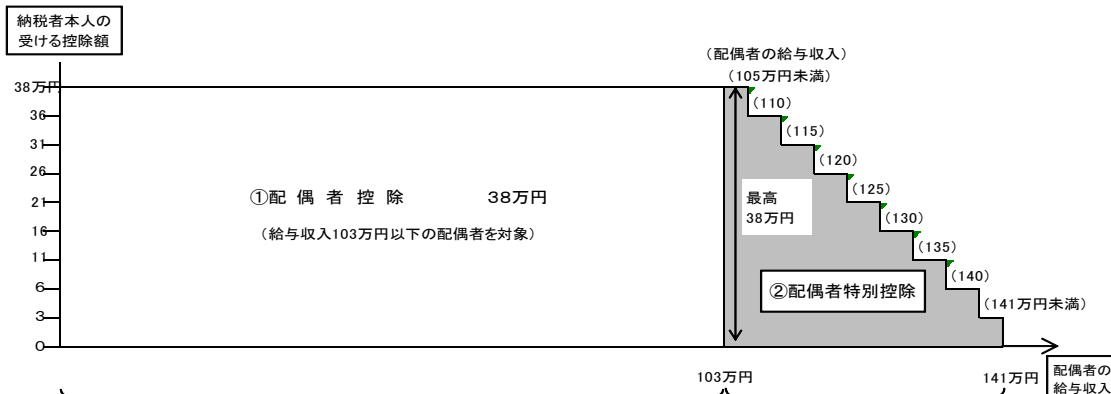 納税者本人の
受ける控除額
(配偶者の給与収入)
(105万円未満)
38万円
(110)
36
(115)
31
(120)
26
①配 偶 者 控 除 38万円
最高
38万円
(125)
21
(給与収入103万円以下の配偶者を対象)
(130)
16
(135)
11
(140)
6
②配偶者特別控除
(141万円未満)
3
0
103万円
141万円
配偶者の
給与収入